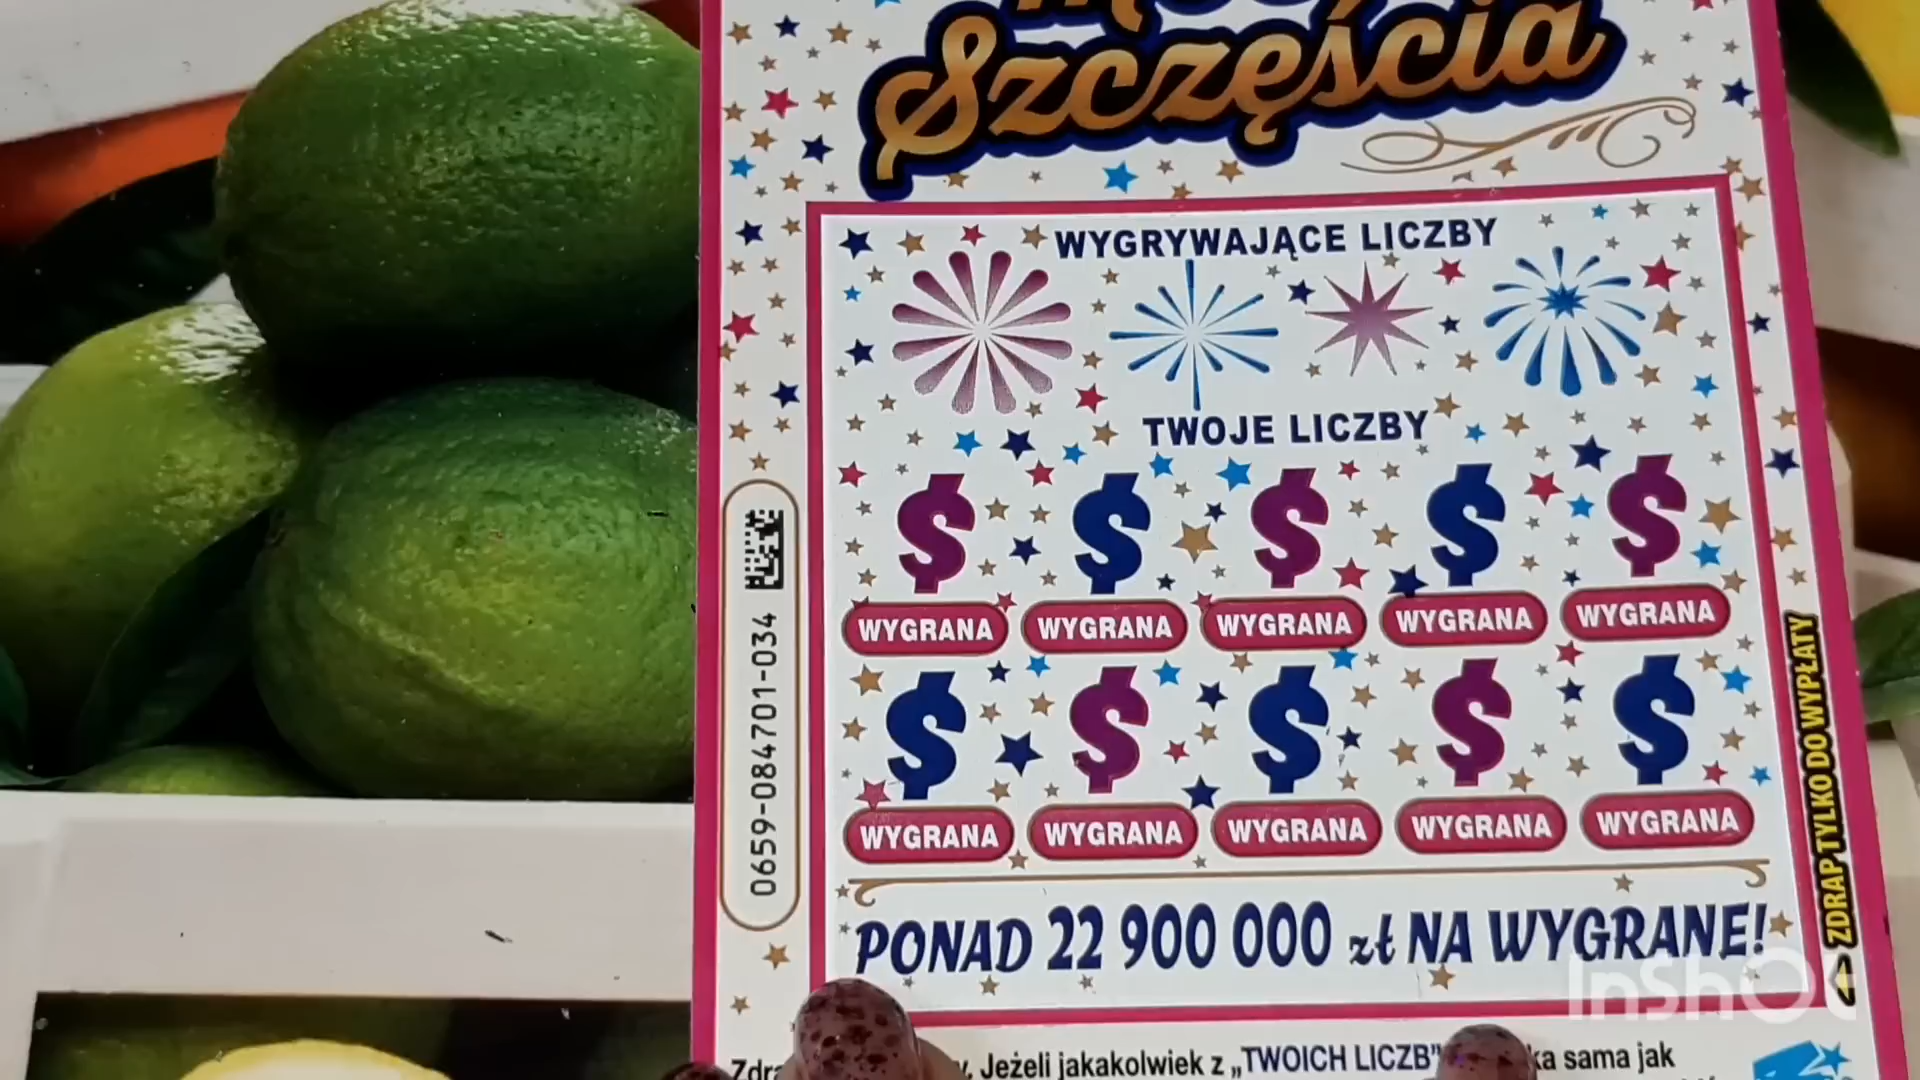 Szczęścia
WYGRYWAJĄCE LICZBY
TWOJE LICZBY
WYGRANA WYGRANA WYGRANA WYGRANA WYGRANA
WYGRANA WYGRANA WYGRANA WYGRANA WYGRANA
PONAD 22 900 000 zł NA WYGRANE!
0659-084701-034
ZDRAP TYLKO DO WYPŁATY
Jeżeli jakakolwiek z „TWOICH LICZB” sama jak
InShOt